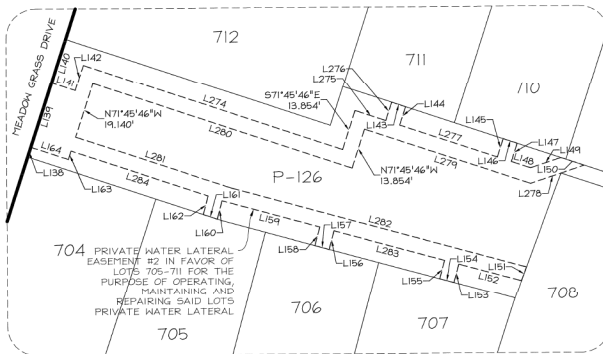 712
711
710
MEADOW GRASS DRIVE
L140
L141
L142
L139
L276
L275
S71°45'46"E
13.854'
L274
L280
L143
L144
L277
L145
L146
L147
L148
L149
L150
L278
N71°45'46"W
19.140'
N71°45'46"W
13.854'
L279
L281
P-126
L164
L163
L138
L284
L161
L162
L160
L159
L282
L157
L158
L156
L283
L151
L154
L155
L152
L153
704
PRIVATE WATER LATERAL
EASEMENT #2 IN FAVOR OF
LOTS 705-711 FOR THE
PURPOSE OF OPERATING,
MAINTAINING AND
REPAIRING SAID LOTS
PRIVATE WATER LATERAL
705
706
707
708